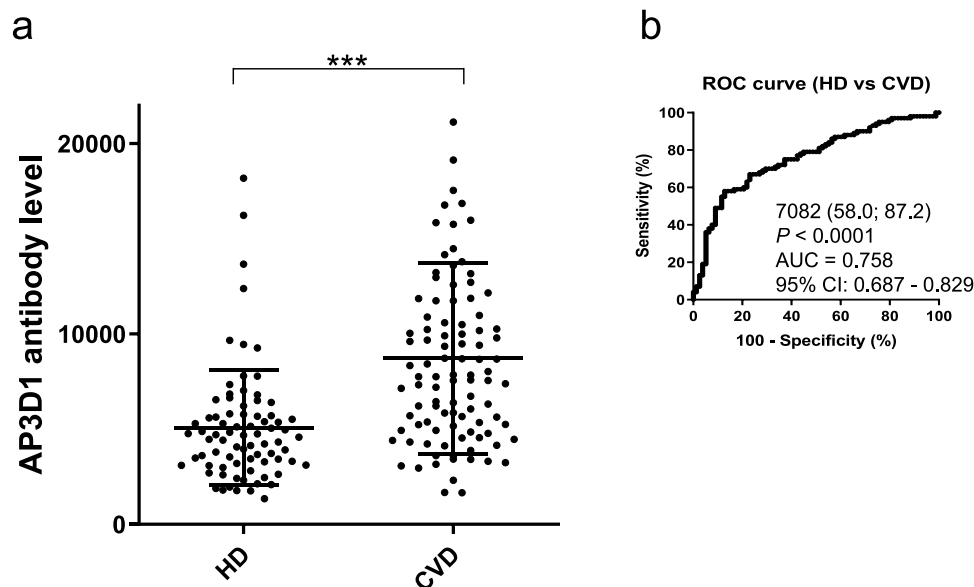 a
***
AP3D1 antibody level
20000
10000
0
HD
CVD
b
ROC curve (HD vs CVD)
Sensitivity (%)
100
80
60
40
20
0
7082 (58.0; 87.2)
P < 0.0001
AUC = 0.758
95% CI: 0.687 - 0.829
0 20 40 60 80 100
100 - Specificity (%)